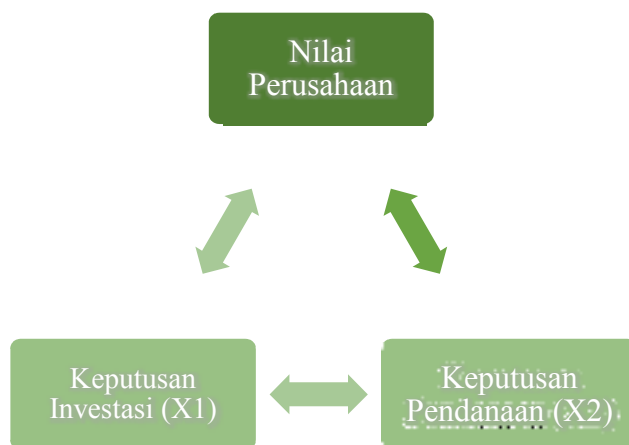 Nilai
Perusahaan
Keputusan
Investasi (X1)
Keputusan
Pendanaan (X2)